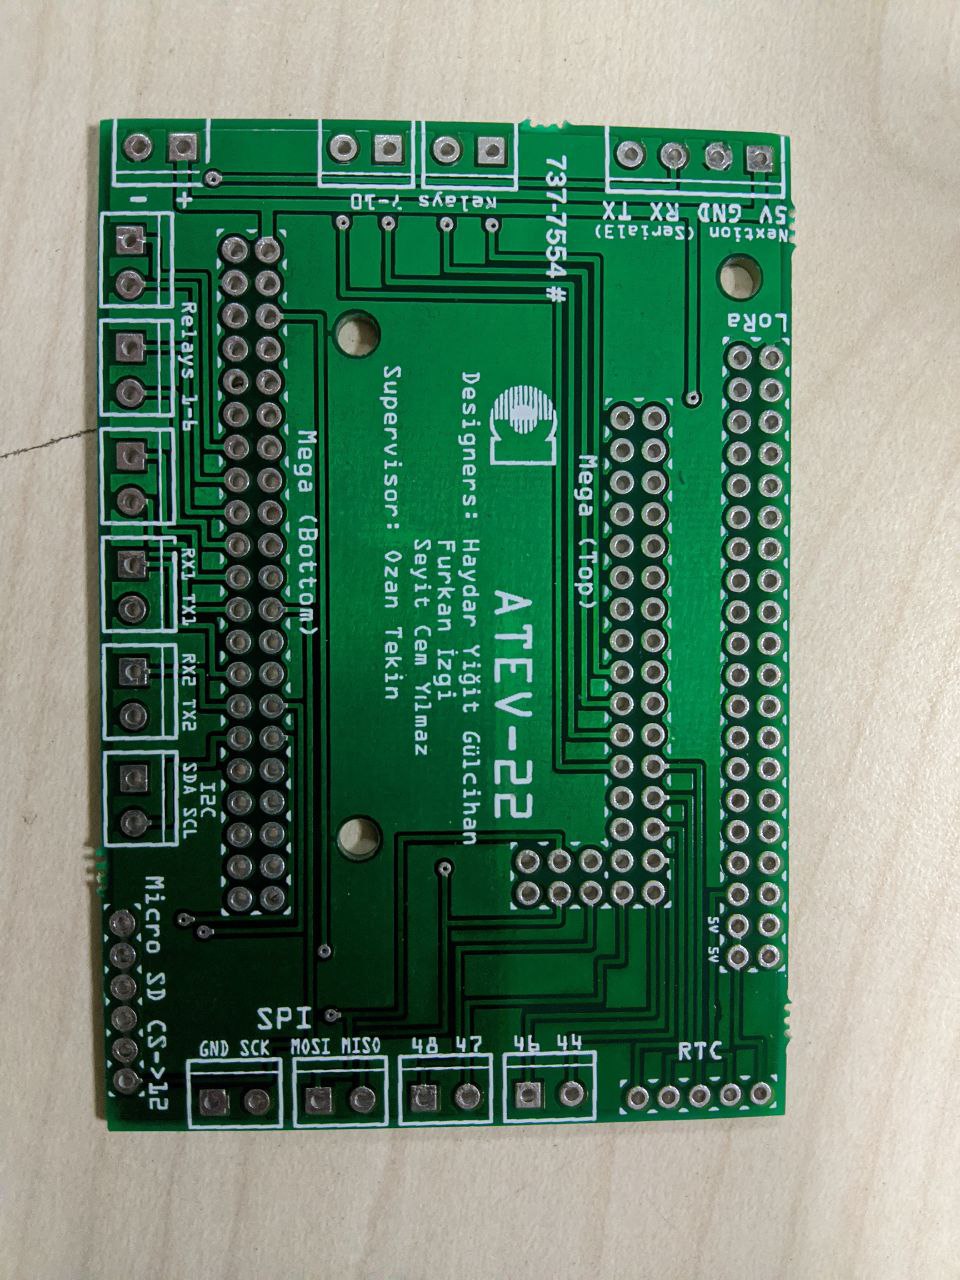 Nextion (Serial3)
5V GND RX TX
LoRa
5V 5V
RTC
Mega (Top)
737-7554 #
44
46
ATEV-22
Designers: Haydar Yiğit Gülcihan
Furkan İzgi
Seyit Cem Yılmaz
Supervisor: Ozan Tekin
47
48
Relays 7-10
MISO
MOSI
SPI
SCK
GND
Mega (Bottom)
+
-
Relays 1-6
RX1 TX1
RX2 TX2
I2C
SDA SCL
Micro SD CS->12